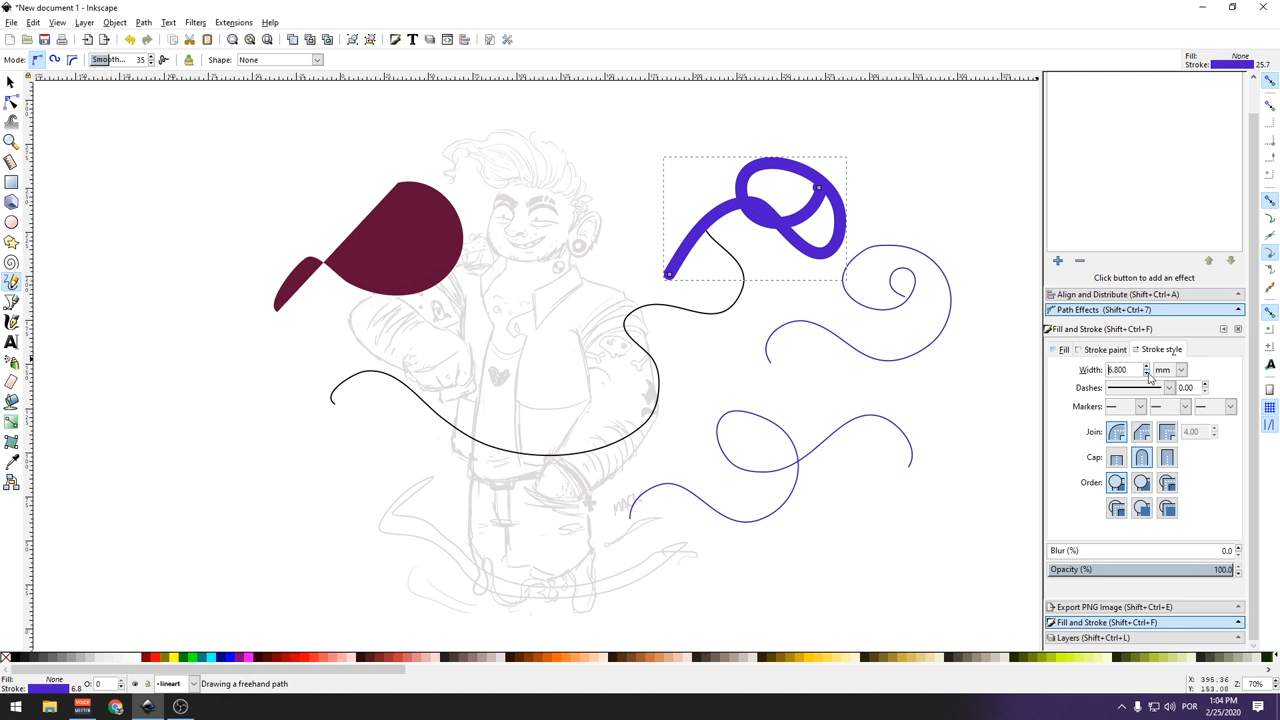 *New document 1 - Inkscape
File Edit View Layer Object Path Text Filters Extensions Help
Mode: Smooth... 35 Shape: None
Fill: None
Stroke: 25.7
Click button to add an effect
Align and Distribute (Shift+Ctrl+A)
Path Effects (Shift+Ctrl+7)
Fill and Stroke (Shift+Ctrl+F)
Fill Stroke paint Stroke style
Width: 6.800 mm
Dashes: 0.00
Markers:
Join: 4.00
Cap:
Order:
Blur (%) 0.0
Opacity (%) 100.0
Export PNG Image (Shift+Ctrl+E)
Fill and Stroke (Shift+Ctrl+F)
Layers (Shift+Ctrl+L)
Fill: None
Stroke: 6.8 O: 0 lineart Drawing a freehand path
X: 395.36
Y: 153.00
Z: 70%
POR 1:04 PM
2/25/2020